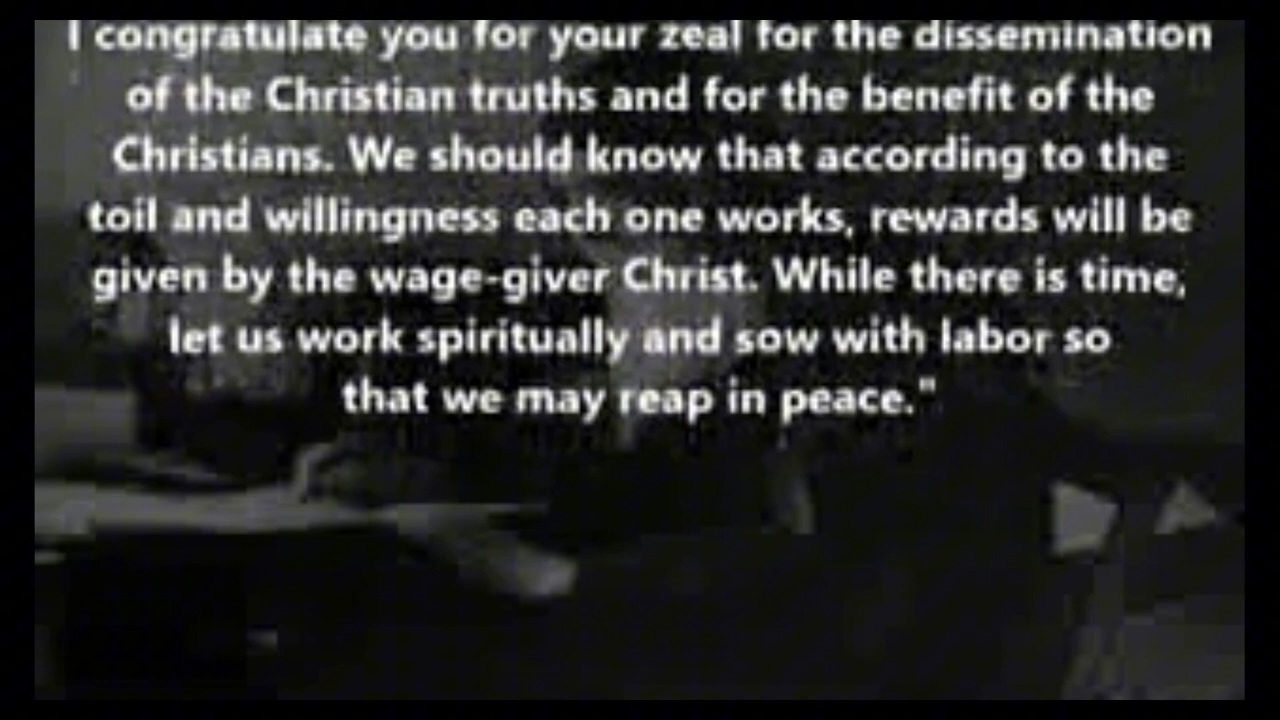 I congratulate you for your zeal for the dissemination
of the Christian truths and for the benefit of the
Christians. We should know that according to the
toil and willingness each one works, rewards will be
given by the wage-giver Christ. While there is time,
let us work spiritually and sow with labor so
that we may reap in peace."